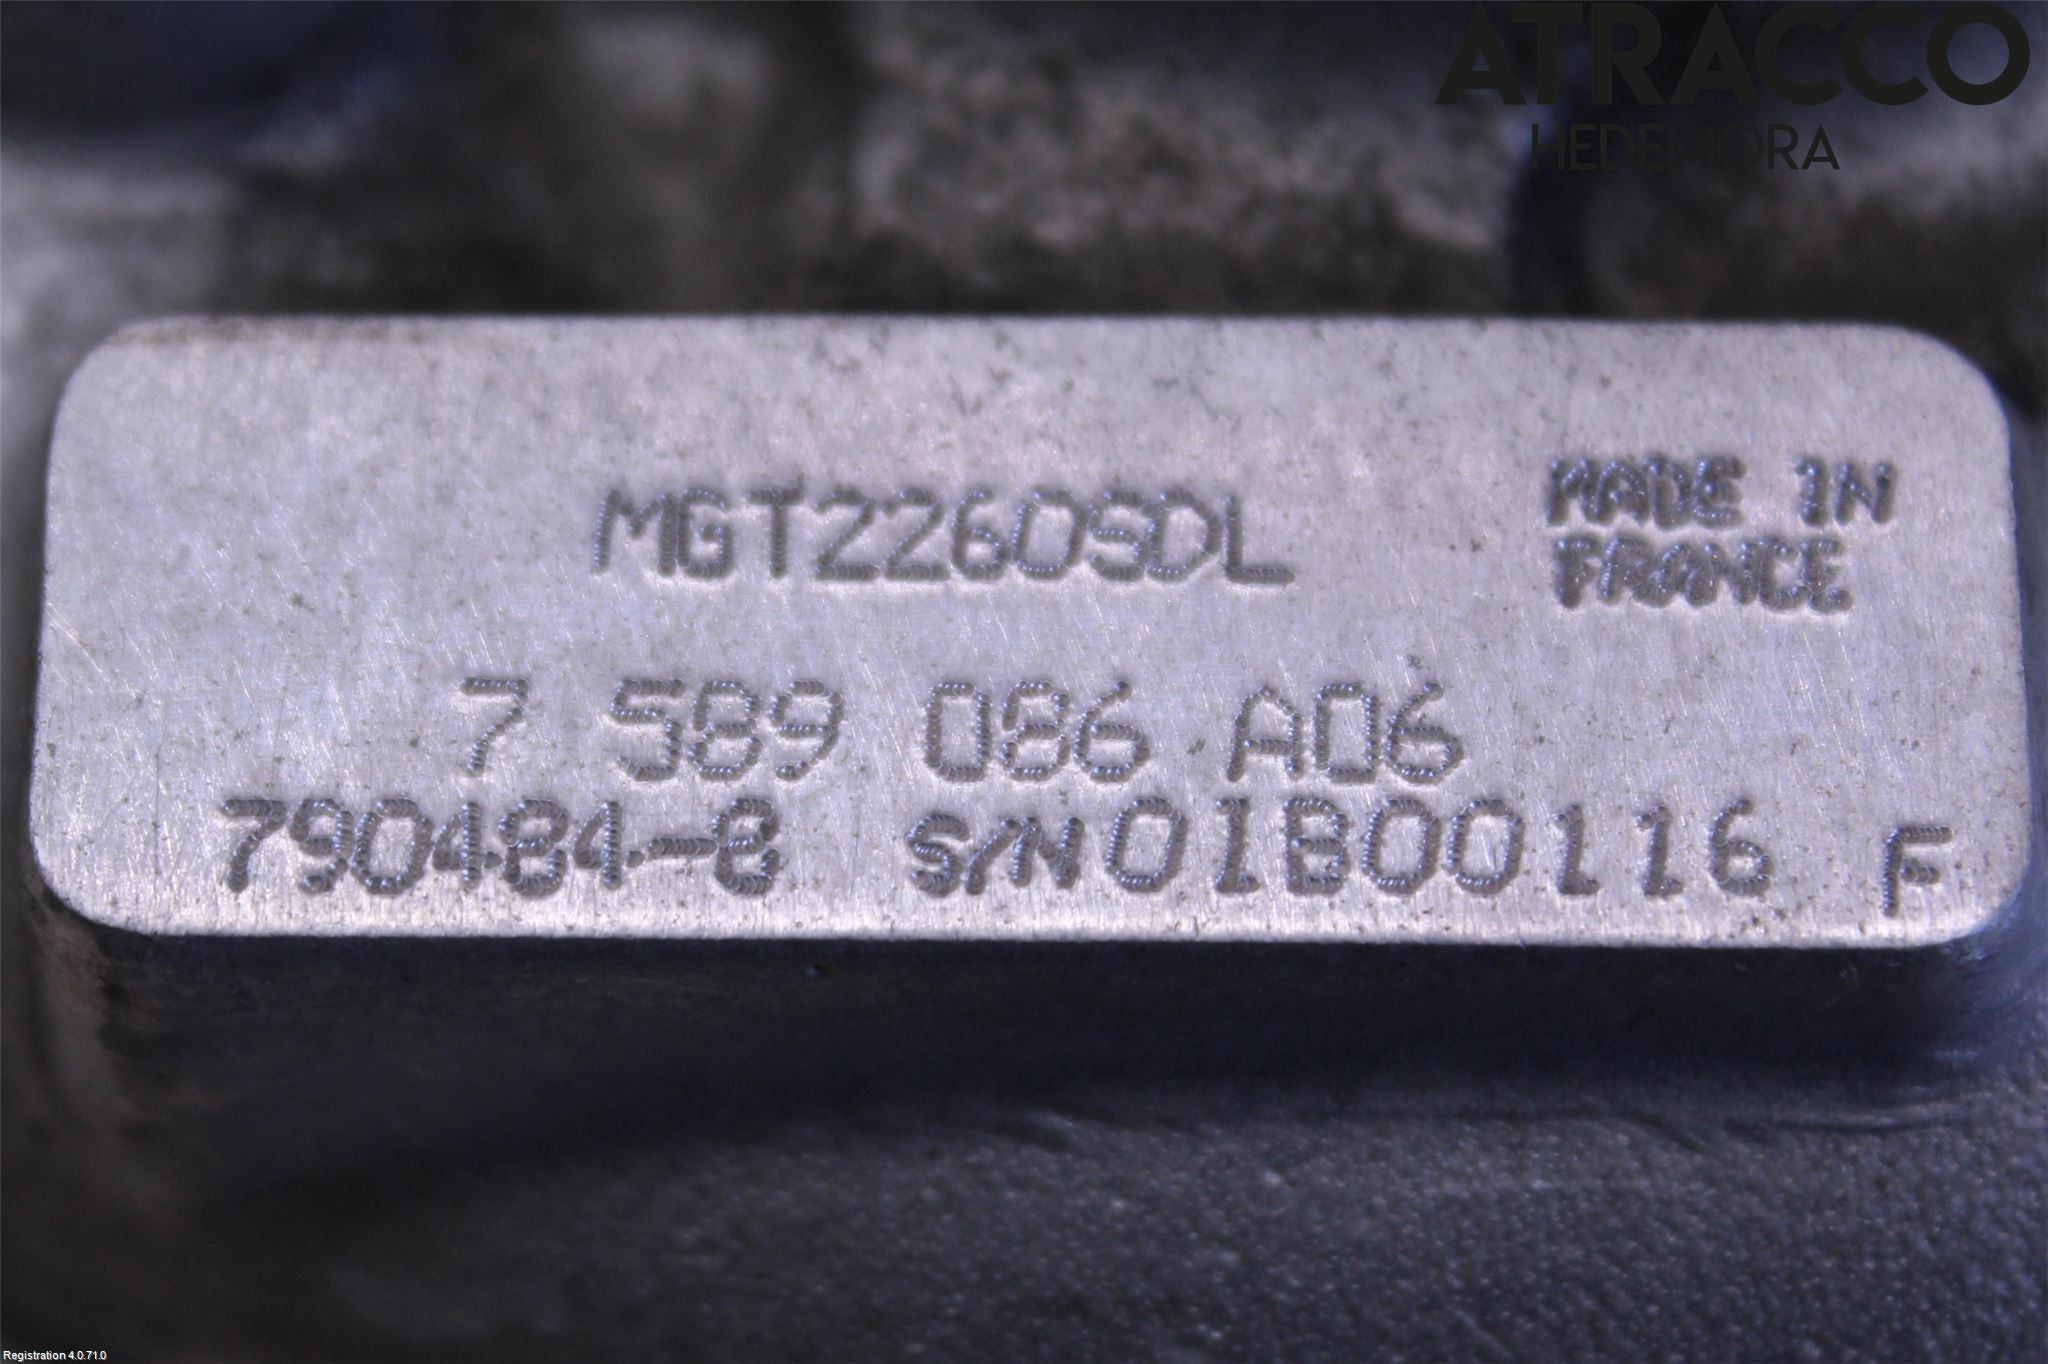 ATRACCO
HEDEMORA
MGT2260SDL
MADE IN
FRANCE
7 589 086 A06
790484-8 S/N01B00116 F
Registration 4.0.71.0